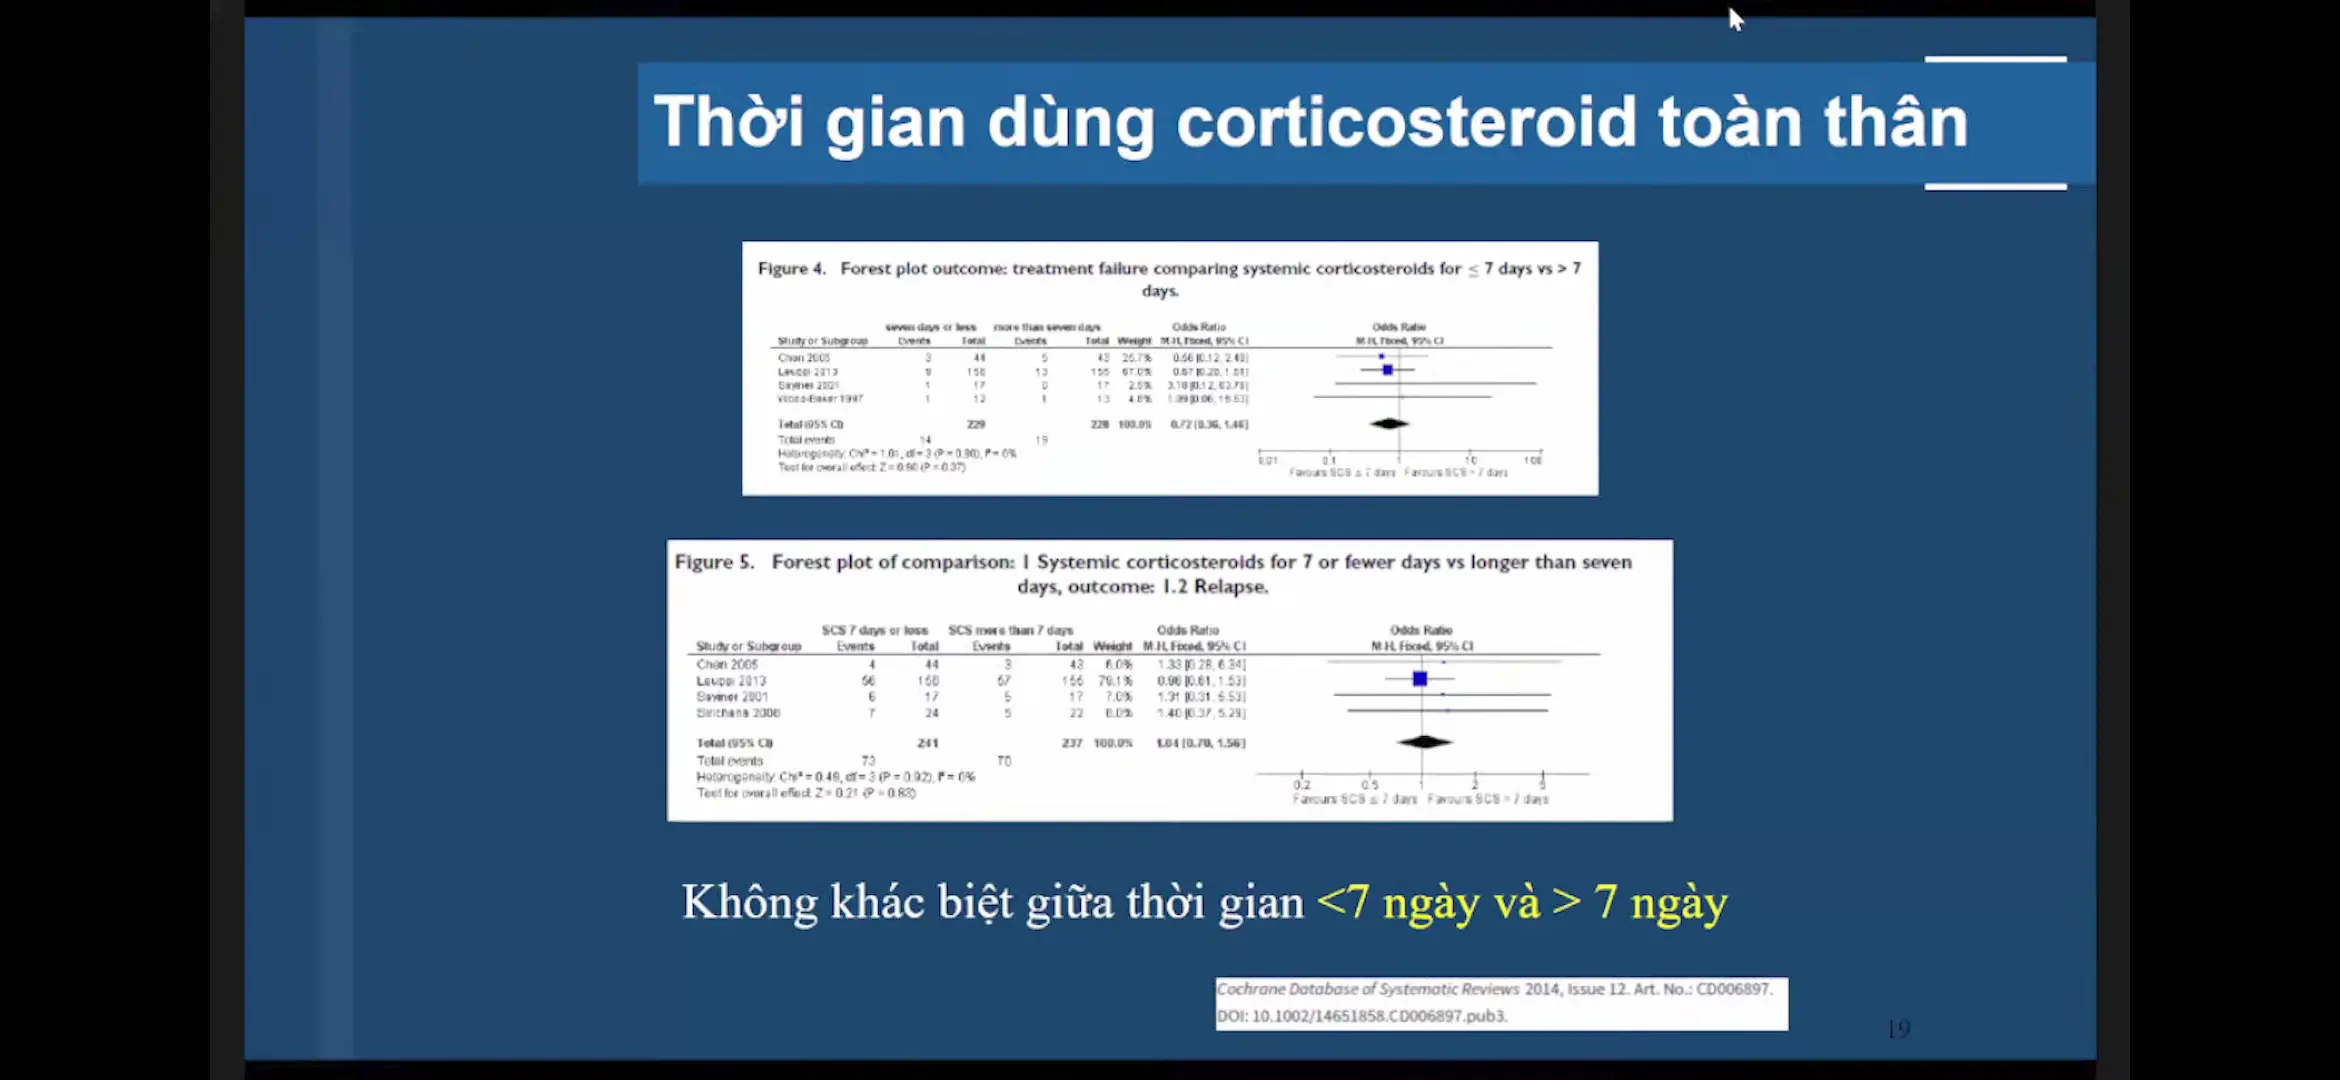 Thời gian dùng corticosteroid toàn thân
Figure 4. Forest plot outcome: treatment failure comparing systemic corticosteroids for ≤ 7 days vs > 7
days.
seven days or less more than seven days Odds Ratio Odds Ratio
Study or Subgroup Events Total Events Total Weight M-H, Fixed, 95% CI M-H, Fixed, 95% CI
Chen 2005 3 44 5 43 25.7% 0.56 [0.12, 2.49]
Leuppi 2013 9 156 13 155 67.0% 0.67 [0.28, 1.61]
Sayiner 2001 1 17 0 17 2.5% 3.18 [0.12, 83.76]
1 12 1 13 4.8% 1.09 [0.06, 19.63]
Total (95% CI) 229 228 100.0% 0.72 [0.36, 1.46]
Total events 14 19
Heterogeneity: Chi² = 1.01, df = 3 (P = 0.80); I² = 0%
Test for overall effect: Z = 0.90 (P = 0.37)
0.01 0.1 1 10 100
Favours SCS ≤ 7 days Favours SCS > 7 days
Figure 5. Forest plot of comparison: 1 Systemic corticosteroids for 7 or fewer days vs longer than seven
days, outcome: 1.2 Relapse.
SCS 7 days or less SCS more than 7 days Odds Ratio Odds Ratio
Study or Subgroup Events Total Events Total Weight M-H, Fixed, 95% CI M-H, Fixed, 95% CI
Chen 2005 4 44 3 43 6.0% 1.33 [0.28, 6.34]
Leuppi 2013 56 156 57 155 79.1% 0.96 [0.61, 1.53]
Sayiner 2001 6 17 5 17 7.0% 1.31 [0.31, 5.53]
Sirichana 2008 7 24 5 22 8.0% 1.40 [0.37, 5.29]
Total (95% CI) 241 237 100.0% 1.04 [0.70, 1.56]
Total events 73 70
Heterogeneity: Chi² = 0.49, df = 3 (P = 0.92); I² = 0%
Test for overall effect: Z = 0.21 (P = 0.83)
0.2 0.5 1 2 5
Favours SCS ≤ 7 days Favours SCS > 7 days
Không khác biệt giữa thời gian <7 ngày và > 7 ngày
Cochrane Database of Systematic Reviews 2014, Issue 12. Art. No.: CD006897.
DOI: 10.1002/14651858.CD006897.pub3.
19